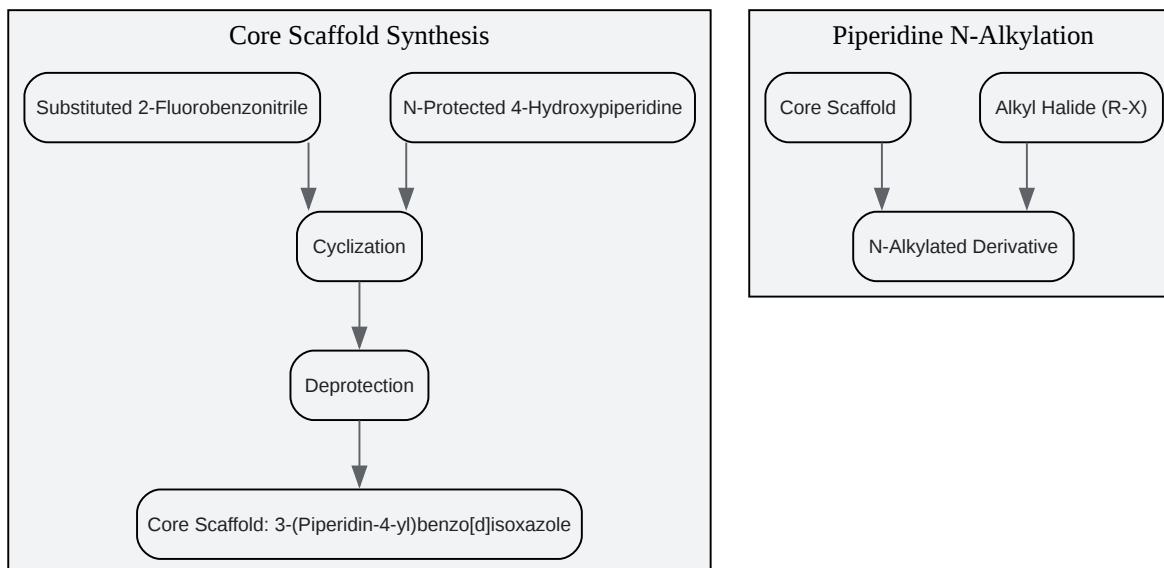 Core Scaffold Synthesis
Substituted 2-Fluorobenzonitrile
N-Protected 4-Hydroxypiperidine
Cyclization
Deprotection
Core Scaffold: 3-(Piperidin-4-yl)benzo[d]isoxazole
Piperidine N-Alkylation
Core Scaffold
Alkyl Halide (R-X)
N-Alkylated Derivative